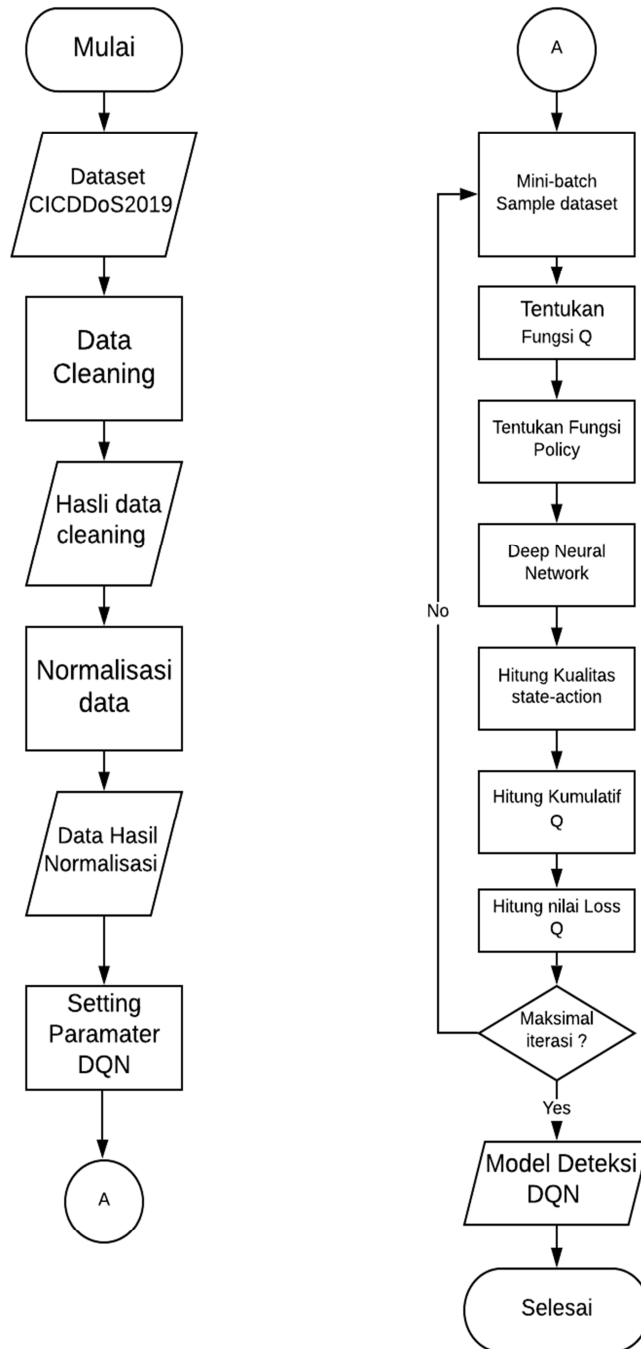 Mulai
Dataset
CICDDoS2019
Data
Cleaning
Hasli data
cleaning
Normalisasi
data
Data Hasil
Normalisasi
Setting
Paramater
DQN
A
A
Mini-batch
Sample dataset
Tentukan
Fungsi Q
Tentukan Fungsi
Policy
Deep Neural
Network
No
Hitung Kualitas
state-action
Hitung Kumulatif
Q
Hitung nilai Loss
Q
Maksimal
iterasi ?
Yes
Model Deteksi
DQN
Selesai